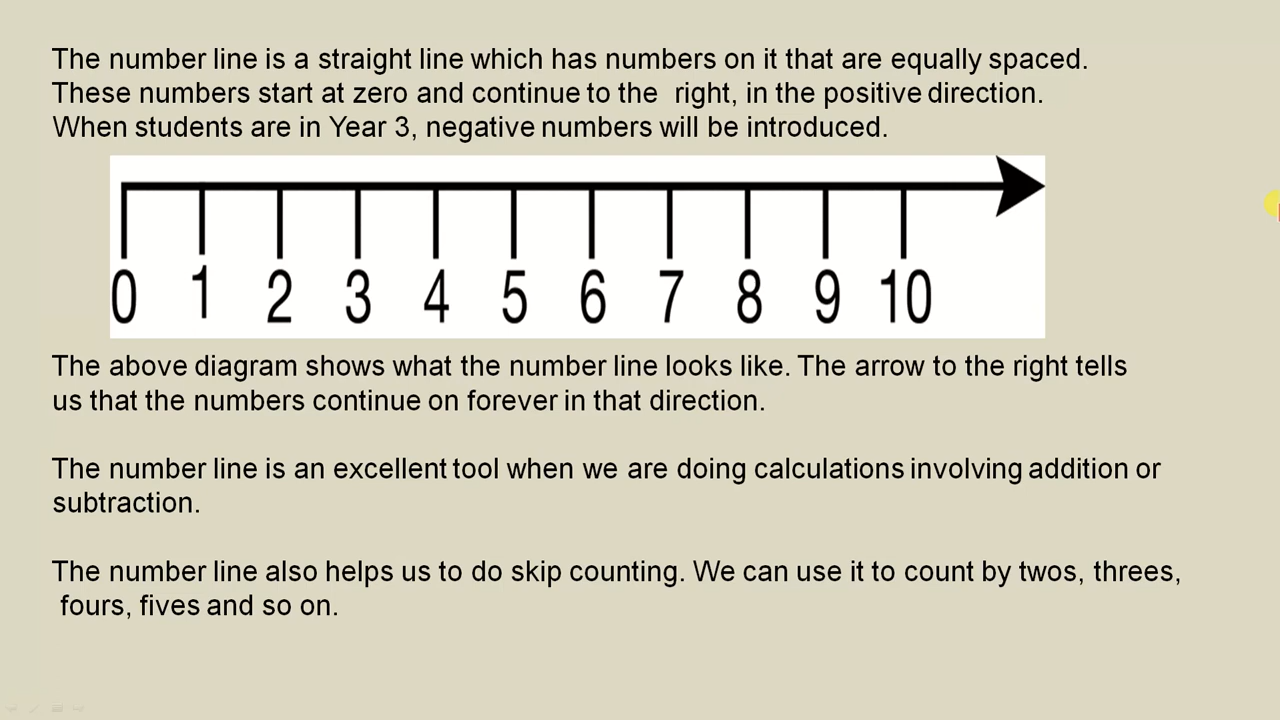 The number line is a straight line which has numbers on it that are equally spaced.
These numbers start at zero and continue to the  right, in the positive direction.
When students are in Year 3, negative numbers will be introduced.
0 1 2 3 4 5 6 7 8 9 10
The above diagram shows what the number line looks like. The arrow to the right tells
us that the numbers continue on forever in that direction.
The number line is an excellent tool when we are doing calculations involving addition or
subtraction.
The number line also helps us to do skip counting. We can use it to count by twos, threes,
fours, fives and so on.